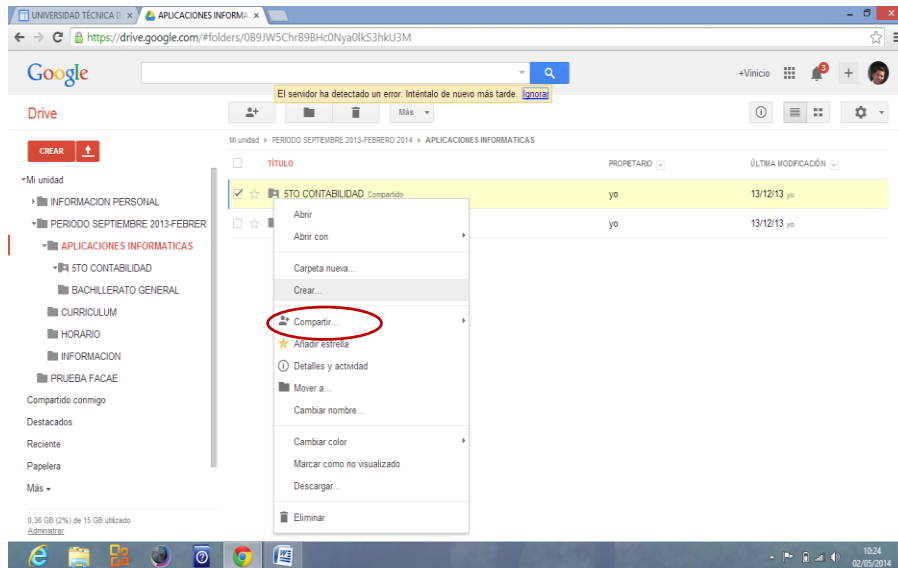 UNIVERSIDAD TÉCNICA D
APLICACIONES INFORMA
https://drive.google.com/#folders/0B9JW5ChrB9BHc0Nya0lkS3hkU3M
Google
+Vinicio
3
El servidor ha detectado un error. Inténtalo de nuevo más tarde. Ignorar
Drive
Más
CREAR
Mi unidad
PERIODO SEPTIEMBRE 2013-FEBRERO 2014
APLICACIONES INFORMATICAS
TÍTULO
PROPIETARIO
ÚLTIMA MODIFICACIÓN
5TO CONTABILIDAD Compartido
yo
13/12/13 yo
yo
13/12/13 yo
Mi unidad
INFORMACION PERSONAL
PERIODO SEPTIEMBRE 2013-FEBRER
APLICACIONES INFORMATICAS
5TO CONTABILIDAD
BACHILLERATO GENERAL
CURRICULUM
HORARIO
INFORMACION
PRUEBA FACAE
Compartido conmigo
Destacados
Reciente
Papelera
Más
0,36 GB (2%) de 15 GB utilizado
Administrar
Abrir
Abrir con
Carpeta nueva...
Crear...
Compartir...
Añadir estrella
Detalles y actividad
Mover a...
Cambiar nombre...
Cambiar color
Marcar como no visualizado
Descargar...
Eliminar
10:24
02/05/2014